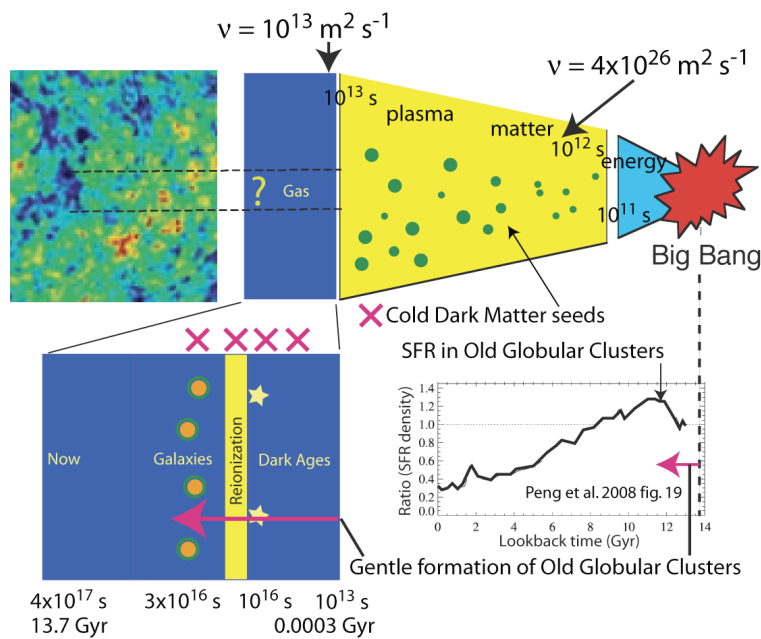 ν = 10¹³ m² s⁻¹
ν = 4x10²⁶ m² s⁻¹
10¹³ s
plasma
matter
10¹² s
energy
? Gas
10¹¹ s
Big Bang
Cold Dark Matter seeds
SFR in Old Globular Clusters
Now
Galaxies
Reionization
Dark Ages
Ratio (SFR density)
1.4
1.2
1.0
0.8
0.6
0.4
0.2
0.0
Peng et al. 2008 fig. 19
0 2 4 6 8 10 12 14
Lookback time (Gyr)
Gentle formation of Old Globular Clusters
4x10¹⁷ s 3x10¹⁶ s 10¹⁶ s 10¹³ s
13.7 Gyr 0.0003 Gyr